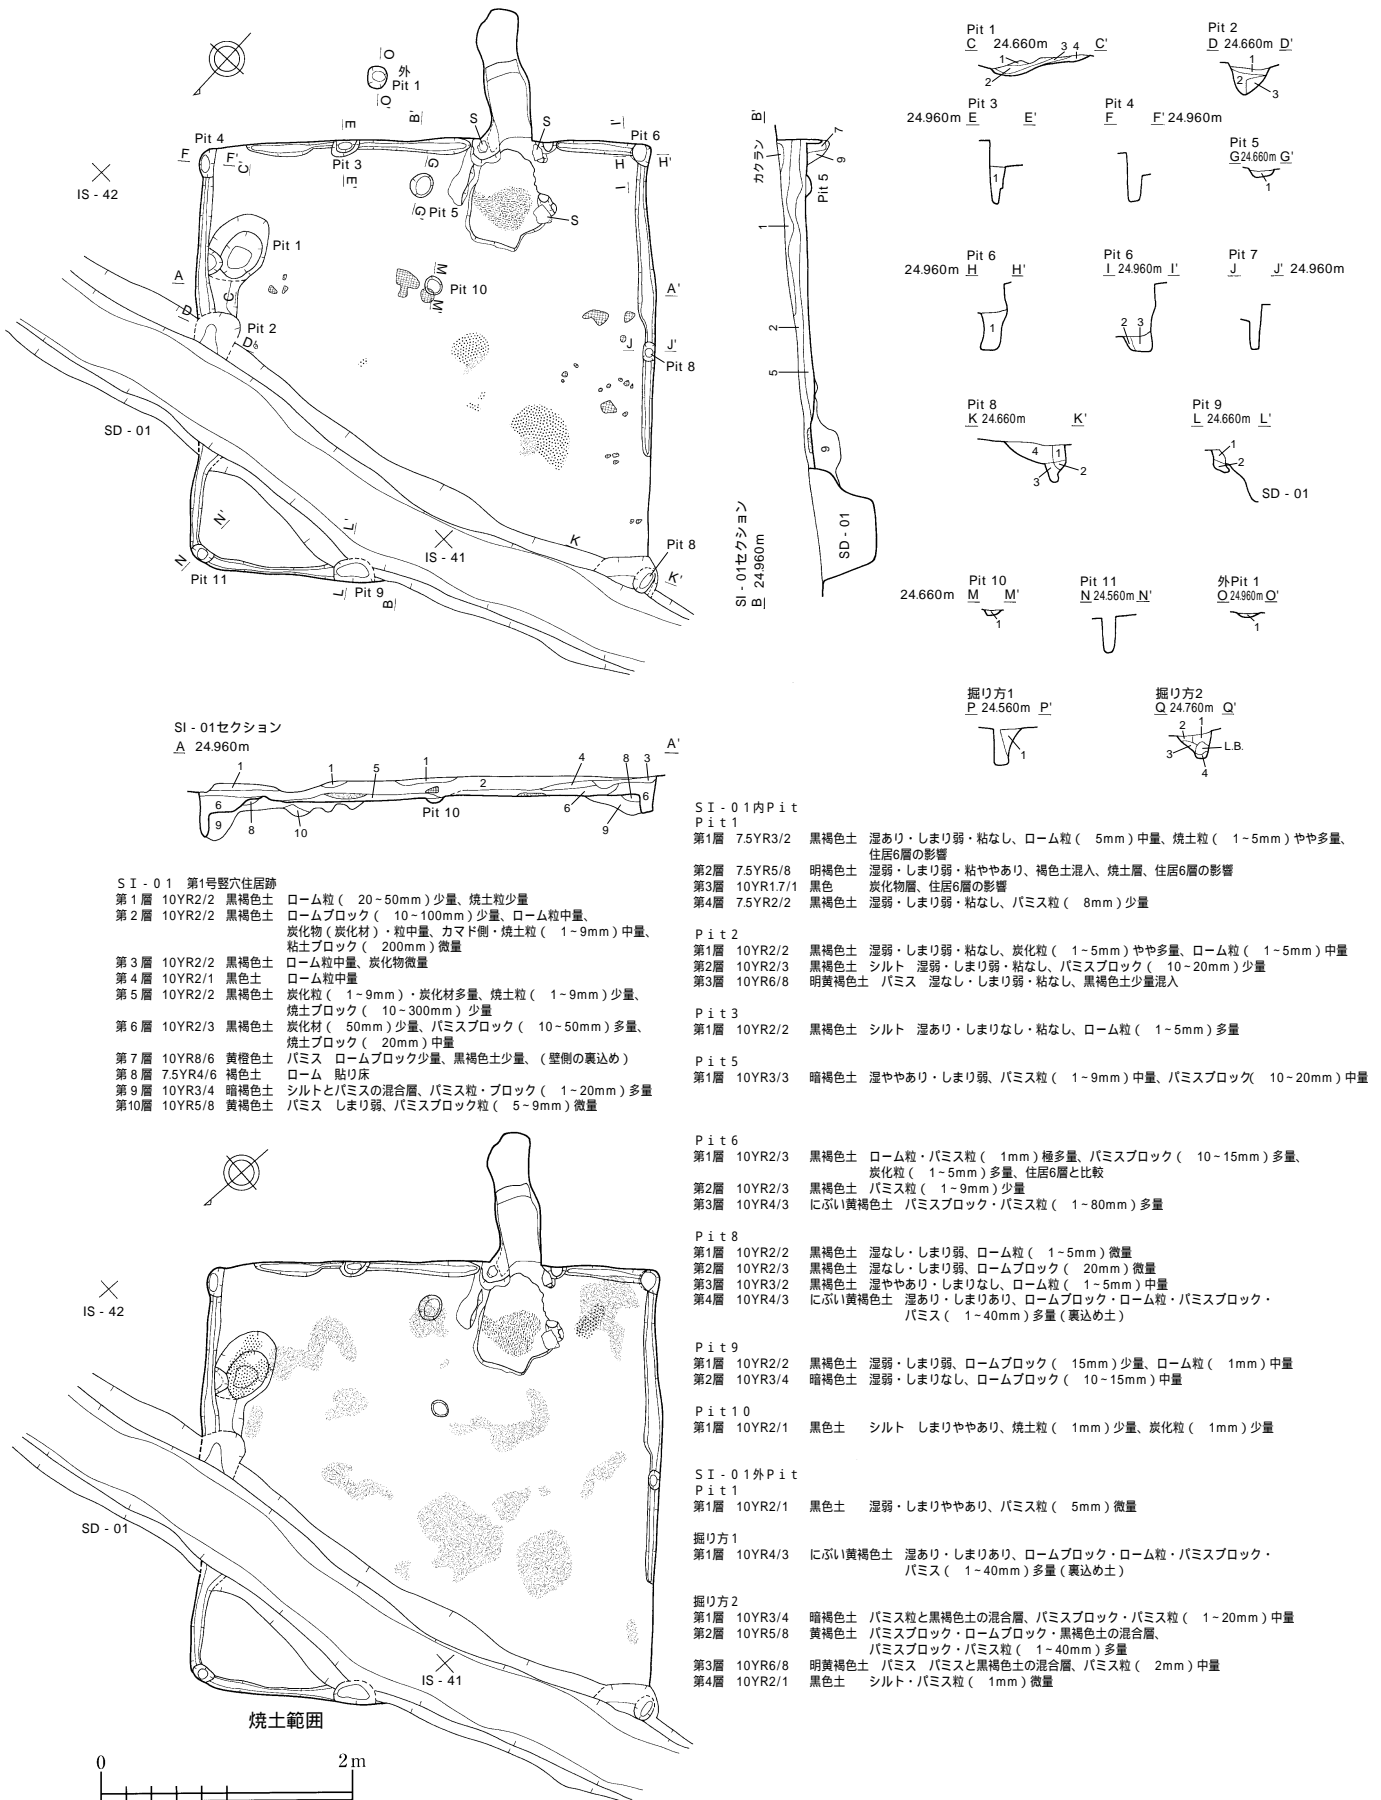 外
Pit 1
O
O'
B'
S
S
I'
Pit 4
E
Pit 6
F
F'
C'
Pit 3
E'
G
H
H'
I
IS - 42
G'
Pit 5
S
Pit 1
A
M
A'
C
Pit 10
M'
D
Pit 2
D'
J
J'
Pit 8
SD - 01
N'
L'
K
IS - 41
Pit 8
N
Pit 11
K'
L
Pit 9
B
B'
カクラン
7
9
Pit 5
1
2
5
9
SD - 01
SI - 01セクション
B 24.960m
Pit 1
C 24.660m C'
1 3 4
2
Pit 2
D 24.660m D'
1
2
3
Pit 3
24.960m E E'
1
Pit 4
F F' 24.960m
Pit 5
G 24.660m G'
1
Pit 6
24.960m H H'
1
Pit 6
I 24.960m I'
2 3
Pit 7
J J' 24.960m
Pit 8
K 24.660m K'
4 1
2
3
Pit 9
L 24.660m L'
1
2
SD - 01
Pit 10
24.660m M M'
1
Pit 11
N 24.560m N'
外Pit 1
O 24.960m O'
1
掘り方1
P 24.560m P'
1
掘り方2
Q 24.760m Q'
2 1
3 L.B.
4
SI - 01セクション
A 24.960m A'
1 1 5 1 2 4 8 3
6 6 6
9 8 10 Pit 10 9
ＳＩ-０１ 第1号竪穴住居跡
第１層 10YR2/2 黒褐色土 ローム粒（ 20~50mm）少量、焼土粒少量
第２層 10YR2/2 黒褐色土 ロームブロック（ 10~100mm）少量、ローム粒中量、
炭化物（炭化材）・粒中量、カマド側・焼土粒（ 1~9mm）中量、
粘土ブロック（ 200mm）微量
第３層 10YR2/2 黒褐色土 ローム粒中量、炭化物微量
第４層 10YR2/1 黒色土 ローム粒中量
第５層 10YR2/2 黒褐色土 炭化粒（ 1~9mm）・炭化材多量、焼土粒（ 1~9mm）少量、
焼土ブロック（ 10~300mm）少量
第６層 10YR2/3 黒褐色土 炭化材（ 50mm）少量、パミスブロック（ 10~50mm）多量、
焼土ブロック（ 20mm）中量
第７層 10YR8/6 黄橙色土 パミス ロームブロック少量、黒褐色土少量、（壁側の裏込め）
第８層 7.5YR4/6 褐色土 ローム 貼り床
第９層 10YR3/4 暗褐色土 シルトとパミスの混合層、パミス粒・ブロック（ 1~20mm）多量
第10層 10YR5/8 黄褐色土 パミス しまり弱、パミスブロック粒（ 5~9mm）微量
ＳＩ-０１内Ｐｉｔ
Ｐｉｔ１
第1層 7.5YR3/2 黒褐色土 湿あり・しまり弱・粘なし、ローム粒（ 5mm）中量、焼土粒（ 1~5mm）やや多量、
住居6層の影響
第2層 7.5YR5/8 明褐色土 湿弱・しまり弱・粘ややあり、褐色土混入、焼土層、住居6層の影響
第3層 10YR1.7/1 黒色 炭化物層、住居6層の影響
第4層 7.5YR2/2 黒褐色土 湿弱・しまり弱・粘なし、パミス粒（ 8mm）少量
Ｐｉｔ２
第1層 10YR2/2 黒褐色土 湿弱・しまり弱・粘なし、炭化粒（ 1~5mm）やや多量、ローム粒（ 1~5mm）中量
第2層 10YR2/3 黒褐色土 シルト 湿弱・しまり弱・粘なし、パミスブロック（ 10~20mm）少量
第3層 10YR6/8 明黄褐色土 パミス 湿なし・しまり弱・粘なし、黒褐色土少量混入
Ｐｉｔ３
第1層 10YR2/2 黒褐色土 シルト 湿あり・しまりなし・粘なし、ローム粒（ 1~5mm）多量
Ｐｉｔ５
第1層 10YR3/3 暗褐色土 湿ややあり・しまり弱、パミス粒（ 1~9mm）中量、パミスブロック（ 10~20mm）中量
Ｐｉｔ６
第1層 10YR2/3 黒褐色土 ローム粒・パミス粒（ 1mm）極多量、パミスブロック（ 10~15mm）多量、
炭化粒（ 1~5mm）多量、住居6層と比較
第2層 10YR2/3 黒褐色土 パミス粒（ 1~9mm）少量
第3層 10YR4/3 にぶい黄褐色土 パミスブロック・パミス粒（ 1~80mm）多量
Ｐｉｔ８
第1層 10YR2/2 黒褐色土 湿なし・しまり弱、ローム粒（ 1~5mm）微量
第2層 10YR2/3 黒褐色土 湿なし・しまり弱、ロームブロック（ 20mm）微量
第3層 10YR3/2 黒褐色土 湿ややあり・しまりなし、ローム粒（ 1~5mm）中量
第4層 10YR4/3 にぶい黄褐色土 湿あり・しまりあり、ロームブロック・ローム粒・パミスブロック・
パミス（ 1~40mm）多量（裏込め土）
Ｐｉｔ９
第1層 10YR2/2 黒褐色土 湿弱・しまり弱、ロームブロック（ 15mm）少量、ローム粒（ 1mm）中量
第2層 10YR3/4 暗褐色土 湿弱・しまりなし、ロームブロック（ 10~15mm）中量
Ｐｉｔ１０
第1層 10YR2/1 黒色土 シルト しまりややあり、焼土粒（ 1mm）少量、炭化粒（ 1mm）少量
ＳＩ-０１外Ｐｉｔ
Ｐｉｔ１
第1層 10YR2/1 黒色土 湿弱・しまりややあり、パミス粒（ 5mm）微量
掘り方1
第1層 10YR4/3 にぶい黄褐色土 湿あり・しまりあり、ロームブロック・ローム粒・パミスブロック・
パミス（ 1~40mm）多量（裏込め土）
掘り方2
第1層 10YR3/4 暗褐色土 パミス粒と黒褐色土の混合層、パミスブロック・パミス粒（ 1~20mm）中量
第2層 10YR5/8 黄褐色土 パミスブロック・ロームブロック・黒褐色土の混合層、
パミスブロック・パミス粒（ 1~40mm）多量
第3層 10YR6/8 明黄褐色土 パミス パミスと黒褐色土の混合層、パミス粒（ 2mm）中量
第4層 10YR2/1 黒色土 シルト・パミス粒（ 1mm）微量
IS - 42
SD - 01
IS - 41
焼土範囲
0 2m